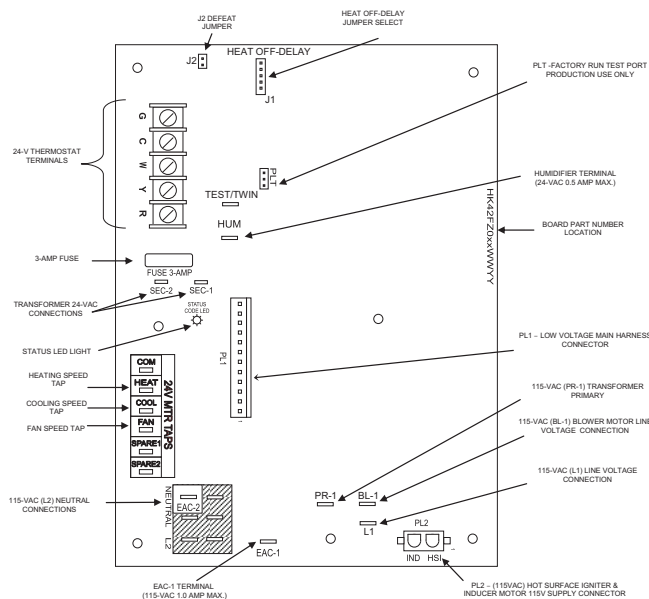 J2 DEFEAT
JUMPER
HEAT OFF-DELAY
JUMPER SELECT
J2
HEAT OFF-DELAY
J1
PLT -FACTORY RUN TEST PORT
PRODUCTION USE ONLY
24-V THERMOSTAT
TERMINALS
G
C
W
Y
R
PLT
TEST/TWIN
HUM
HUMIDIFIER TERMINAL
(24-VAC 0.5 AMP MAX.)
HK42FZ0xxWWYY
BOARD PART NUMBER
LOCATION
3-AMP FUSE
FUSE 3-AMP
SEC-2
SEC-1
TRANSFORMER 24-VAC
CONNECTIONS
STATUS
CODE LED
STATUS LED LIGHT
PL1
PL1 – LOW VOLTAGE MAIN HARNESS
CONNECTOR
COM
HEAT
COOL
FAN
SPARE1
SPARE2
24V MTR TAPS
HEATING SPEED
TAP
COOLING SPEED
TAP
FAN SPEED TAP
115-VAC (PR-1) TRANSFORMER
PRIMARY
115-VAC (BL-1) BLOWER MOTOR LINE
VOLTAGE CONNECTION
115-VAC (L1) LINE VOLTAGE
CONNECTION
115-VAC (L2) NEUTRAL
CONNECTIONS
NEUTRAL L2
EAC-2
PR-1
BL-1
L1
PL2
IND HSI
EAC-1
EAC-1 TERMINAL
(115-VAC 1.0 AMP MAX.)
PL2 – (115VAC) HOT SURFACE IGNITER &
INDUCER MOTOR 115V SUPPLY CONNECTOR